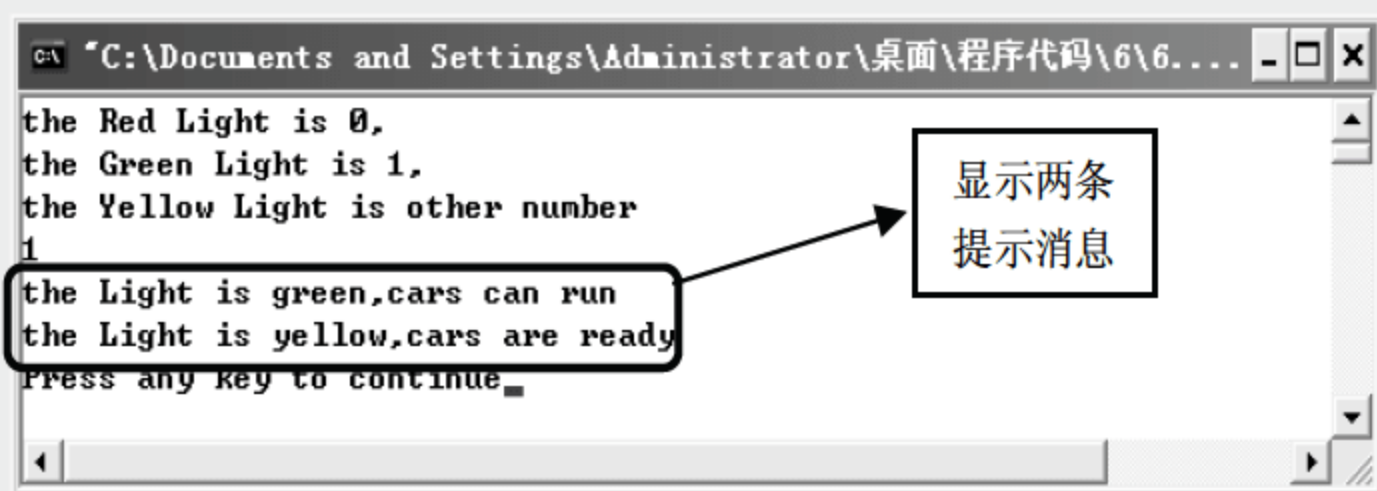 "C:\Documents and Settings\Administrator\桌面\程序代码\6\6....
the Red Light is 0,
the Green Light is 1,
the Yellow Light is other number
1
the Light is green,cars can run
the Light is yellow,cars are ready
Press any key to continue_
显示两条
提示消息